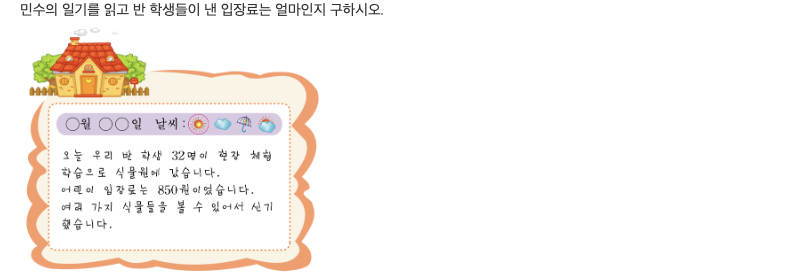 민수의 일기를 읽고 반 학생들이 낸 입장료는 얼마인지 구하시오.
◯월 ◯◯일 날씨 :
오늘 우리 반 학생 32명이 현장 체험
학습으로 식물원에 갔습니다.
어린이 입장료는 850원이었습니다.
여러 가지 식물들을 볼 수 있어서 신기
했습니다.